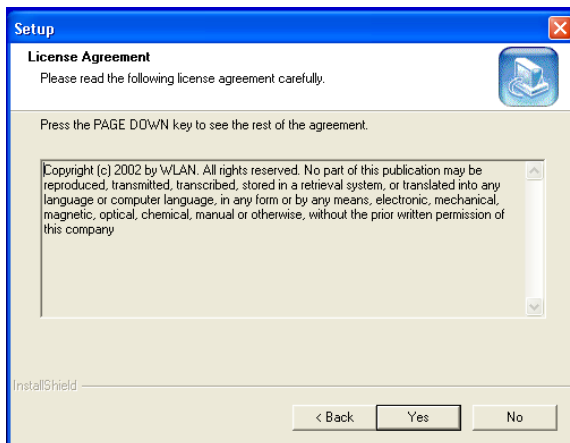 Setup
License Agreement
Please read the following license agreement carefully.
Press the PAGE DOWN key to see the rest of the agreement.
Copyright (c) 2002 by WLAN. All rights reserved. No part of this publication may be
reproduced, transmitted, transcribed, stored in a retrieval system, or translated into any
language or computer language, in any form or by any means, electronic, mechanical,
magnetic, optical, chemical, manual or otherwise, without the prior written permission of
this company
InstallShield
< Back Yes No